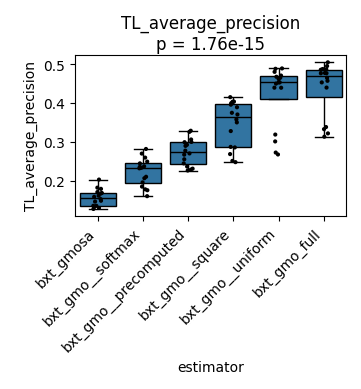 TL_average_precision
p = 1.76e-15
TL_average_precision
0.5
0.4
0.3
0.2
bxt_gmosa
bxt_gmo__softmax
bxt_gmo__precomputed
bxt_gmo__square
bxt_gmo__uniform
bxt_gmo_full
estimator